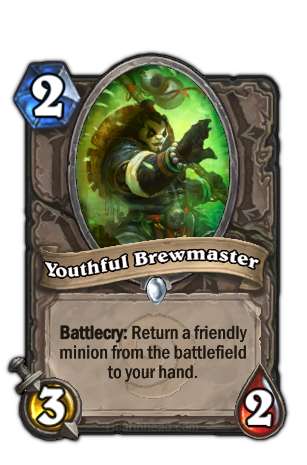 2
Youthful Brewmaster
Battlecry: Return a friendly
minion from the battlefield
to your hand.
3
2